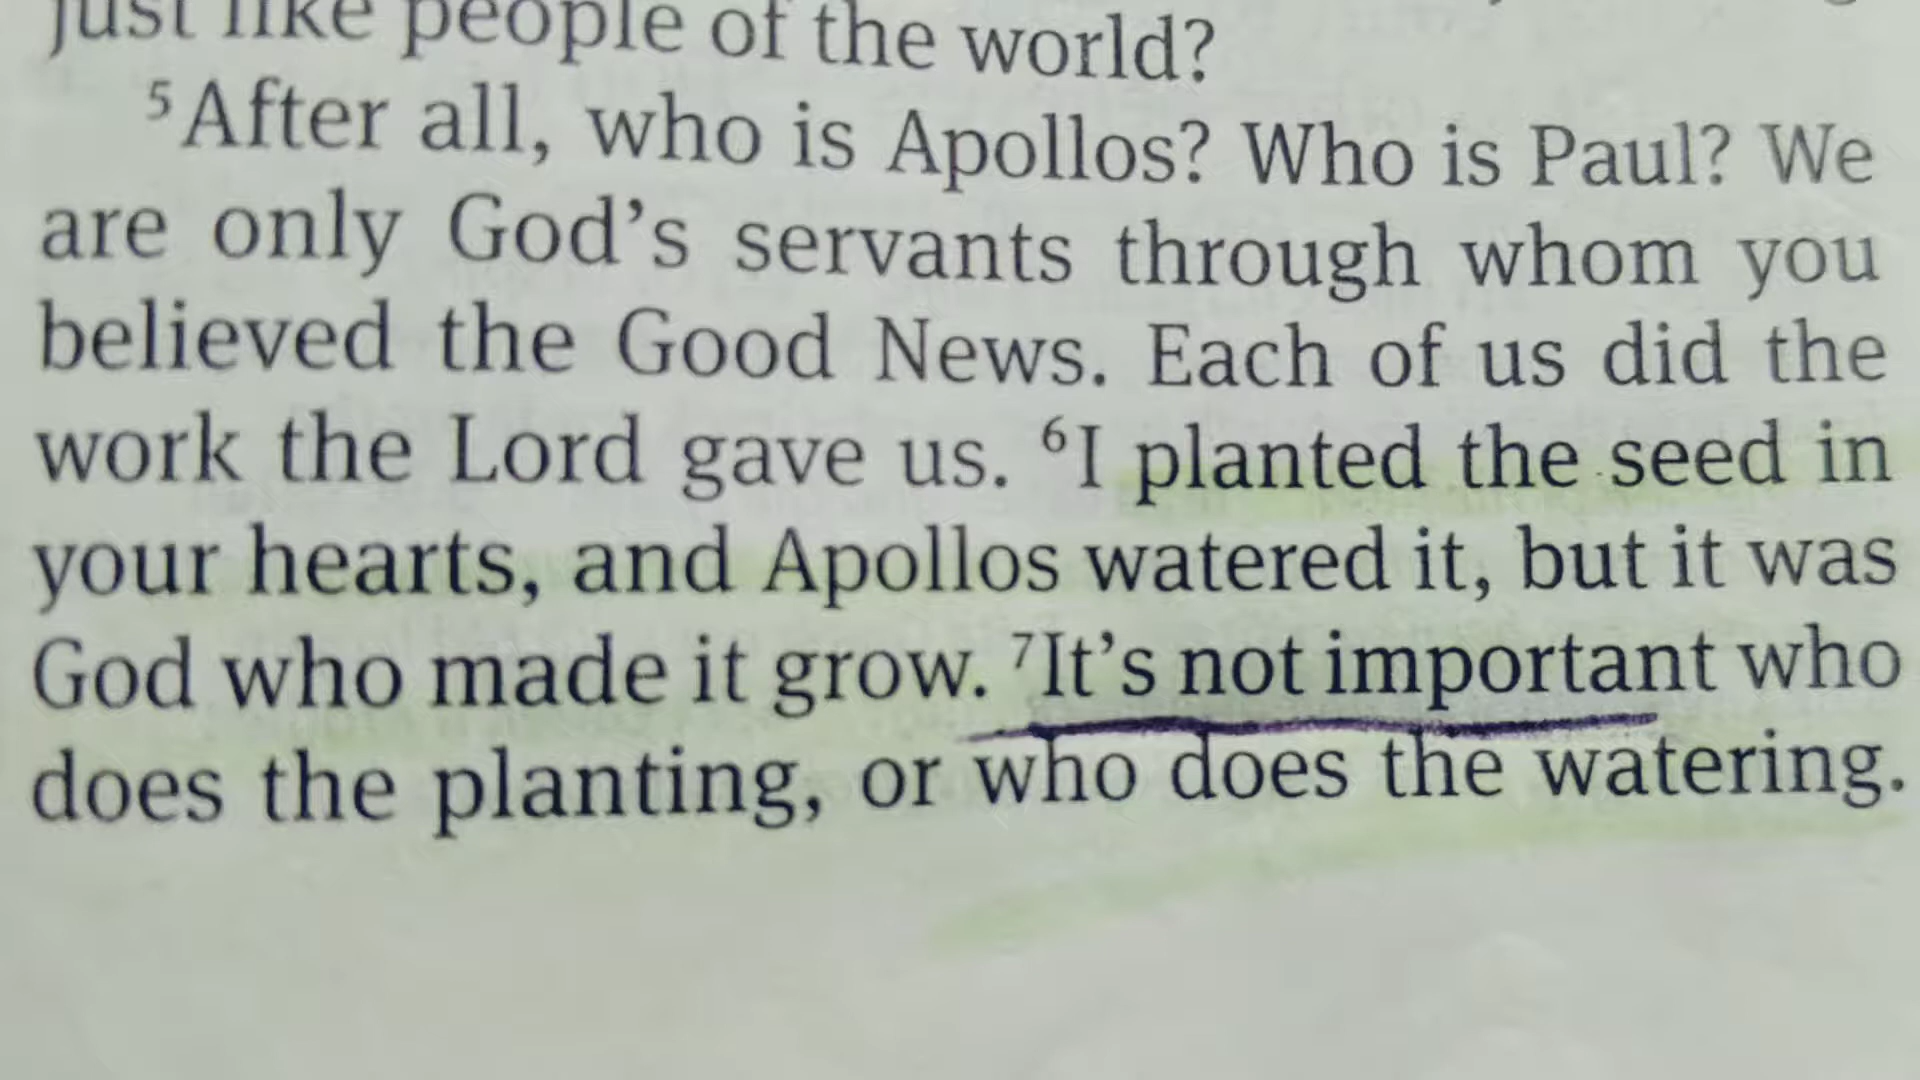 just like people of the world?
⁵After all, who is Apollos? Who is Paul? We
are only God’s servants through whom you
believed the Good News. Each of us did the
work the Lord gave us. ⁶I planted the seed in
your hearts, and Apollos watered it, but it was
God who made it grow. ⁷It’s not important who
does the planting, or who does the watering.